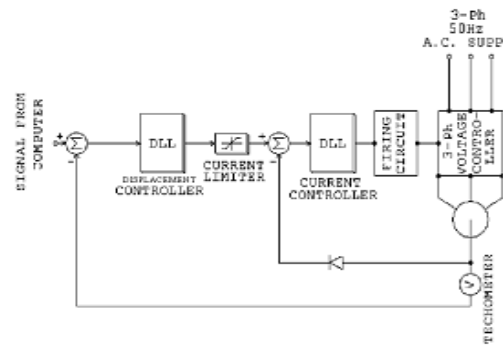 3-Ph
50Hz
A.C. SUPP
SIGNAL FROM
COMPUTER
+
Σ
-
DLL
DISPLACEMENT
CONTROLLER
CURRENT
LIMITER
+
Σ
-
DLL
CURRENT
CONTROLLER
FIRING
CIRCUIT
3-Ph
VOLTAGE
CONTRO-
LLER
V
TECHOMETER